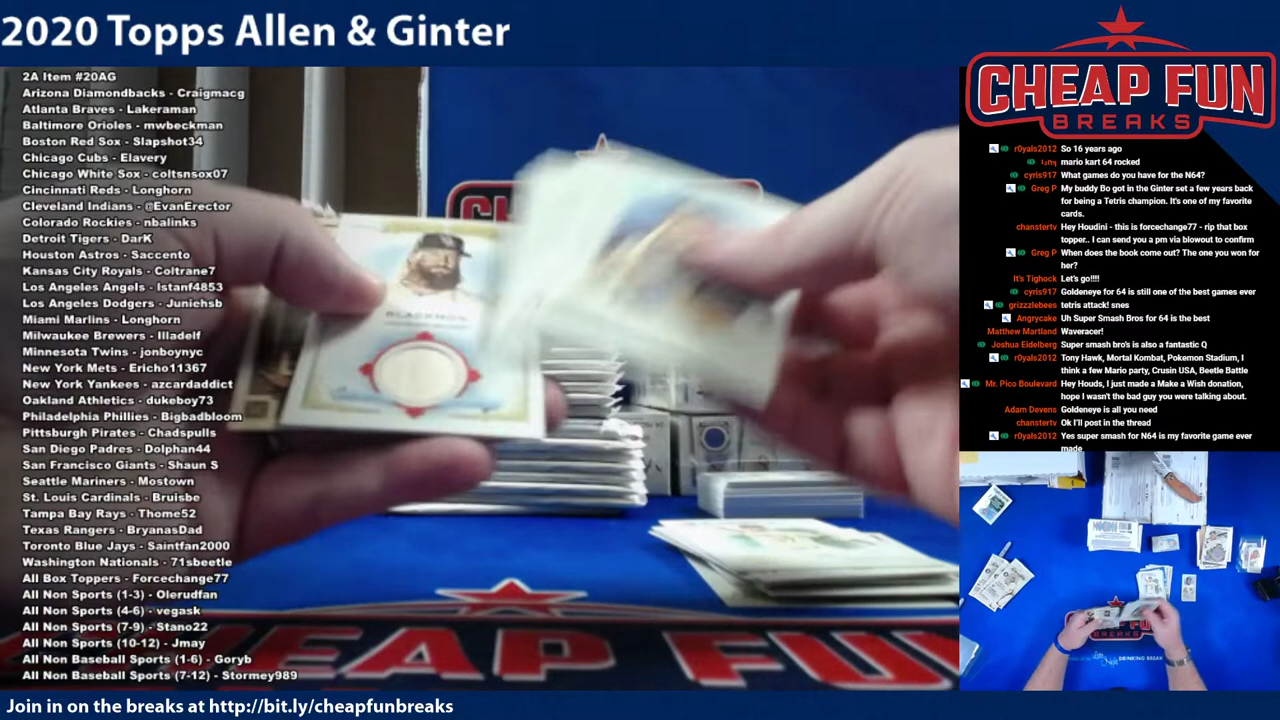 2020 Topps Allen & Ginter
2A Item #20AG
Arizona Diamondbacks - Craigmacg
Atlanta Braves - Lakeraman
Baltimore Orioles - mwbeckman
Boston Red Sox - Slapshot34
Chicago Cubs - Elavery
Chicago White Sox - coltsnsox07
Cincinnati Reds - Longhorn
Cleveland Indians - @EvanErector
Colorado Rockies - nbalinks
Detroit Tigers - DarK
Houston Astros - Saccento
Kansas City Royals - Coltrane7
Los Angeles Angels - Istanf4853
Los Angeles Dodgers - Juniehsb
Miami Marlins - Longhorn
Milwaukee Brewers - Illadelf
Minnesota Twins - jonboynyc
New York Mets - Ericho11367
New York Yankees - azcardaddict
Oakland Athletics - dukeboy73
Philadelphia Phillies - Bigbadbloom
Pittsburgh Pirates - Chadspulls
San Diego Padres - Dolphan44
San Francisco Giants - Shaun S
Seattle Mariners - Mostown
St. Louis Cardinals - Bruisbe
Tampa Bay Rays - Thome52
Texas Rangers - BryanasDad
Toronto Blue Jays - Saintfan2000
Washington Nationals - 71sbeetle
All Box Toppers - Forcechange77
All Non Sports (1-3) - Olerudfan
All Non Sports (4-6) - vegask
All Non Sports (7-9) - Stano22
All Non Sports (10-12) - Jmay
All Non Baseball Sports (1-6) - Goryb
All Non Baseball Sports (7-12) - Stormey989
BLACKMON
CHEAP FUN
BREAKS
r0yals2012 So 16 years ago
mario kart 64 rocked
cyris917 What games do you have for the N64?
Greg P My buddy Bo got in the Ginter set a few years back
for being a Tetris champion. It's one of my favorite
cards.
chanstertv Hey Houdini - this is forcechange77 - rip that box
topper.. I can send you a pm via blowout to confirm
Greg P When does the book come out? The one you won for
her?
It's Tighock Let's go!!!!
cyris917 Goldeneye for 64 is still one of the best games ever
grizzzlebees tetris attack! snes
Angrycake Uh Super Smash Bros for 64 is the best
Matthew Martland Waveracer!
Joshua Eidelberg Super smash bro's is also a fantastic Q
r0yals2012 Tony Hawk, Mortal Kombat, Pokemon Stadium, I
think a few Mario party, Crusin USA, Beetle Battle
Mr. Pico Boulevard Hey Houds, I just made a Make a Wish donation,
hope I wasn't the bad guy you were talking about.
Adam Devens Goldeneye is all you need
chanstertv Ok I'll post in the thread
r0yals2012 Yes super smash for N64 is my favorite game ever
made
CHEAP FUN
BREAKS
DRINKING BREAK
EAP FUN
Join in on the breaks at http://bit.ly/cheapfunbreaks